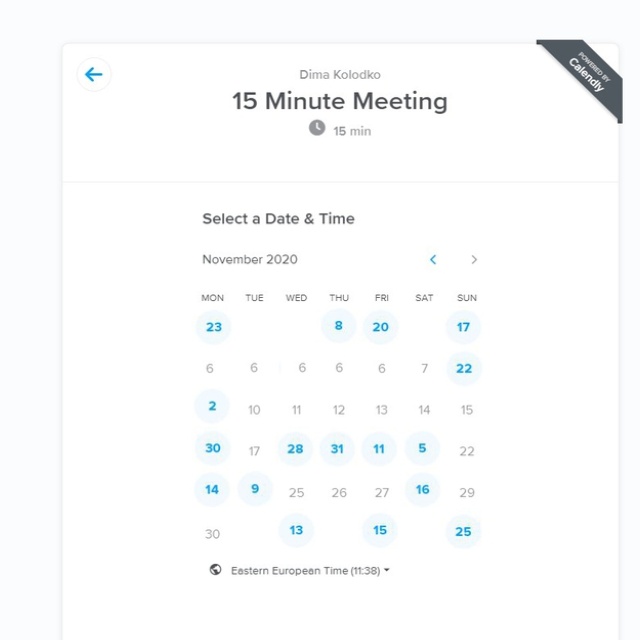 Dima Kolodko
15 Minute Meeting
15 min
POWERED BY
Calendly
Select a Date & Time
November 2020
MON TUE WED THU FRI SAT SUN
23 8 20 17
6 6 6 6 6 7 22
2 10 11 12 13 14 15
30 17 28 31 11 5 22
14 9 25 26 27 16 29
30 13 15 25
Eastern European Time (11:38)